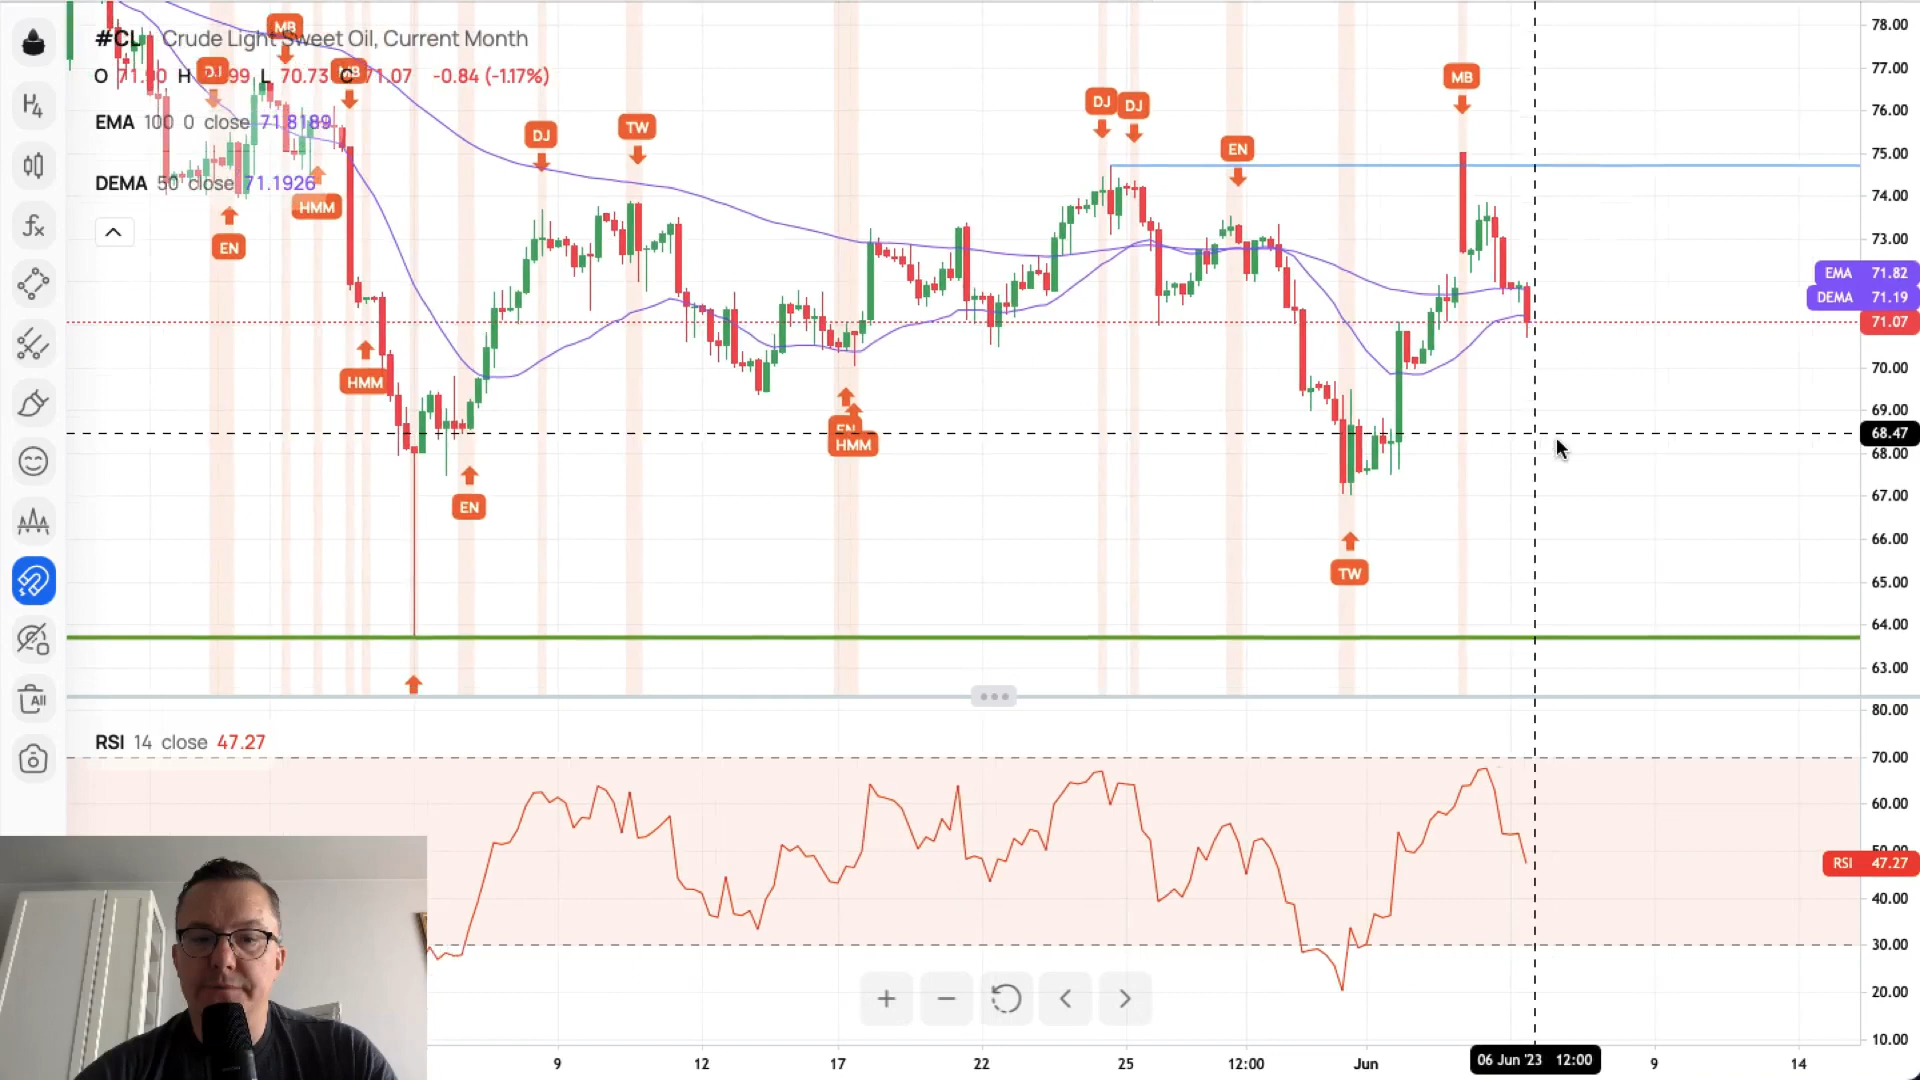 #CL Crude Light Sweet Oil, Current Month
O 71.90 H 71.99 L 70.73 C 71.07 -0.84 (-1.17%)
EMA 100 0 close 71.8189
DEMA 50 close 71.1926
H4
fx
All
DJ
MB
MB
EN
HMM
HMM
EN
DJ
TW
EN
HMM
DJ
DJ
EN
TW
MB
78.00
77.00
76.00
75.00
74.00
73.00
EMA 71.82
DEMA 71.19
71.07
70.00
69.00
68.47
68.00
67.00
66.00
65.00
64.00
63.00
RSI 14 close 47.27
80.00
70.00
60.00
50.00
RSI 47.27
40.00
30.00
20.00
10.00
9 12 17 22 25 12:00 Jun 06 Jun '23 12:00 9 14